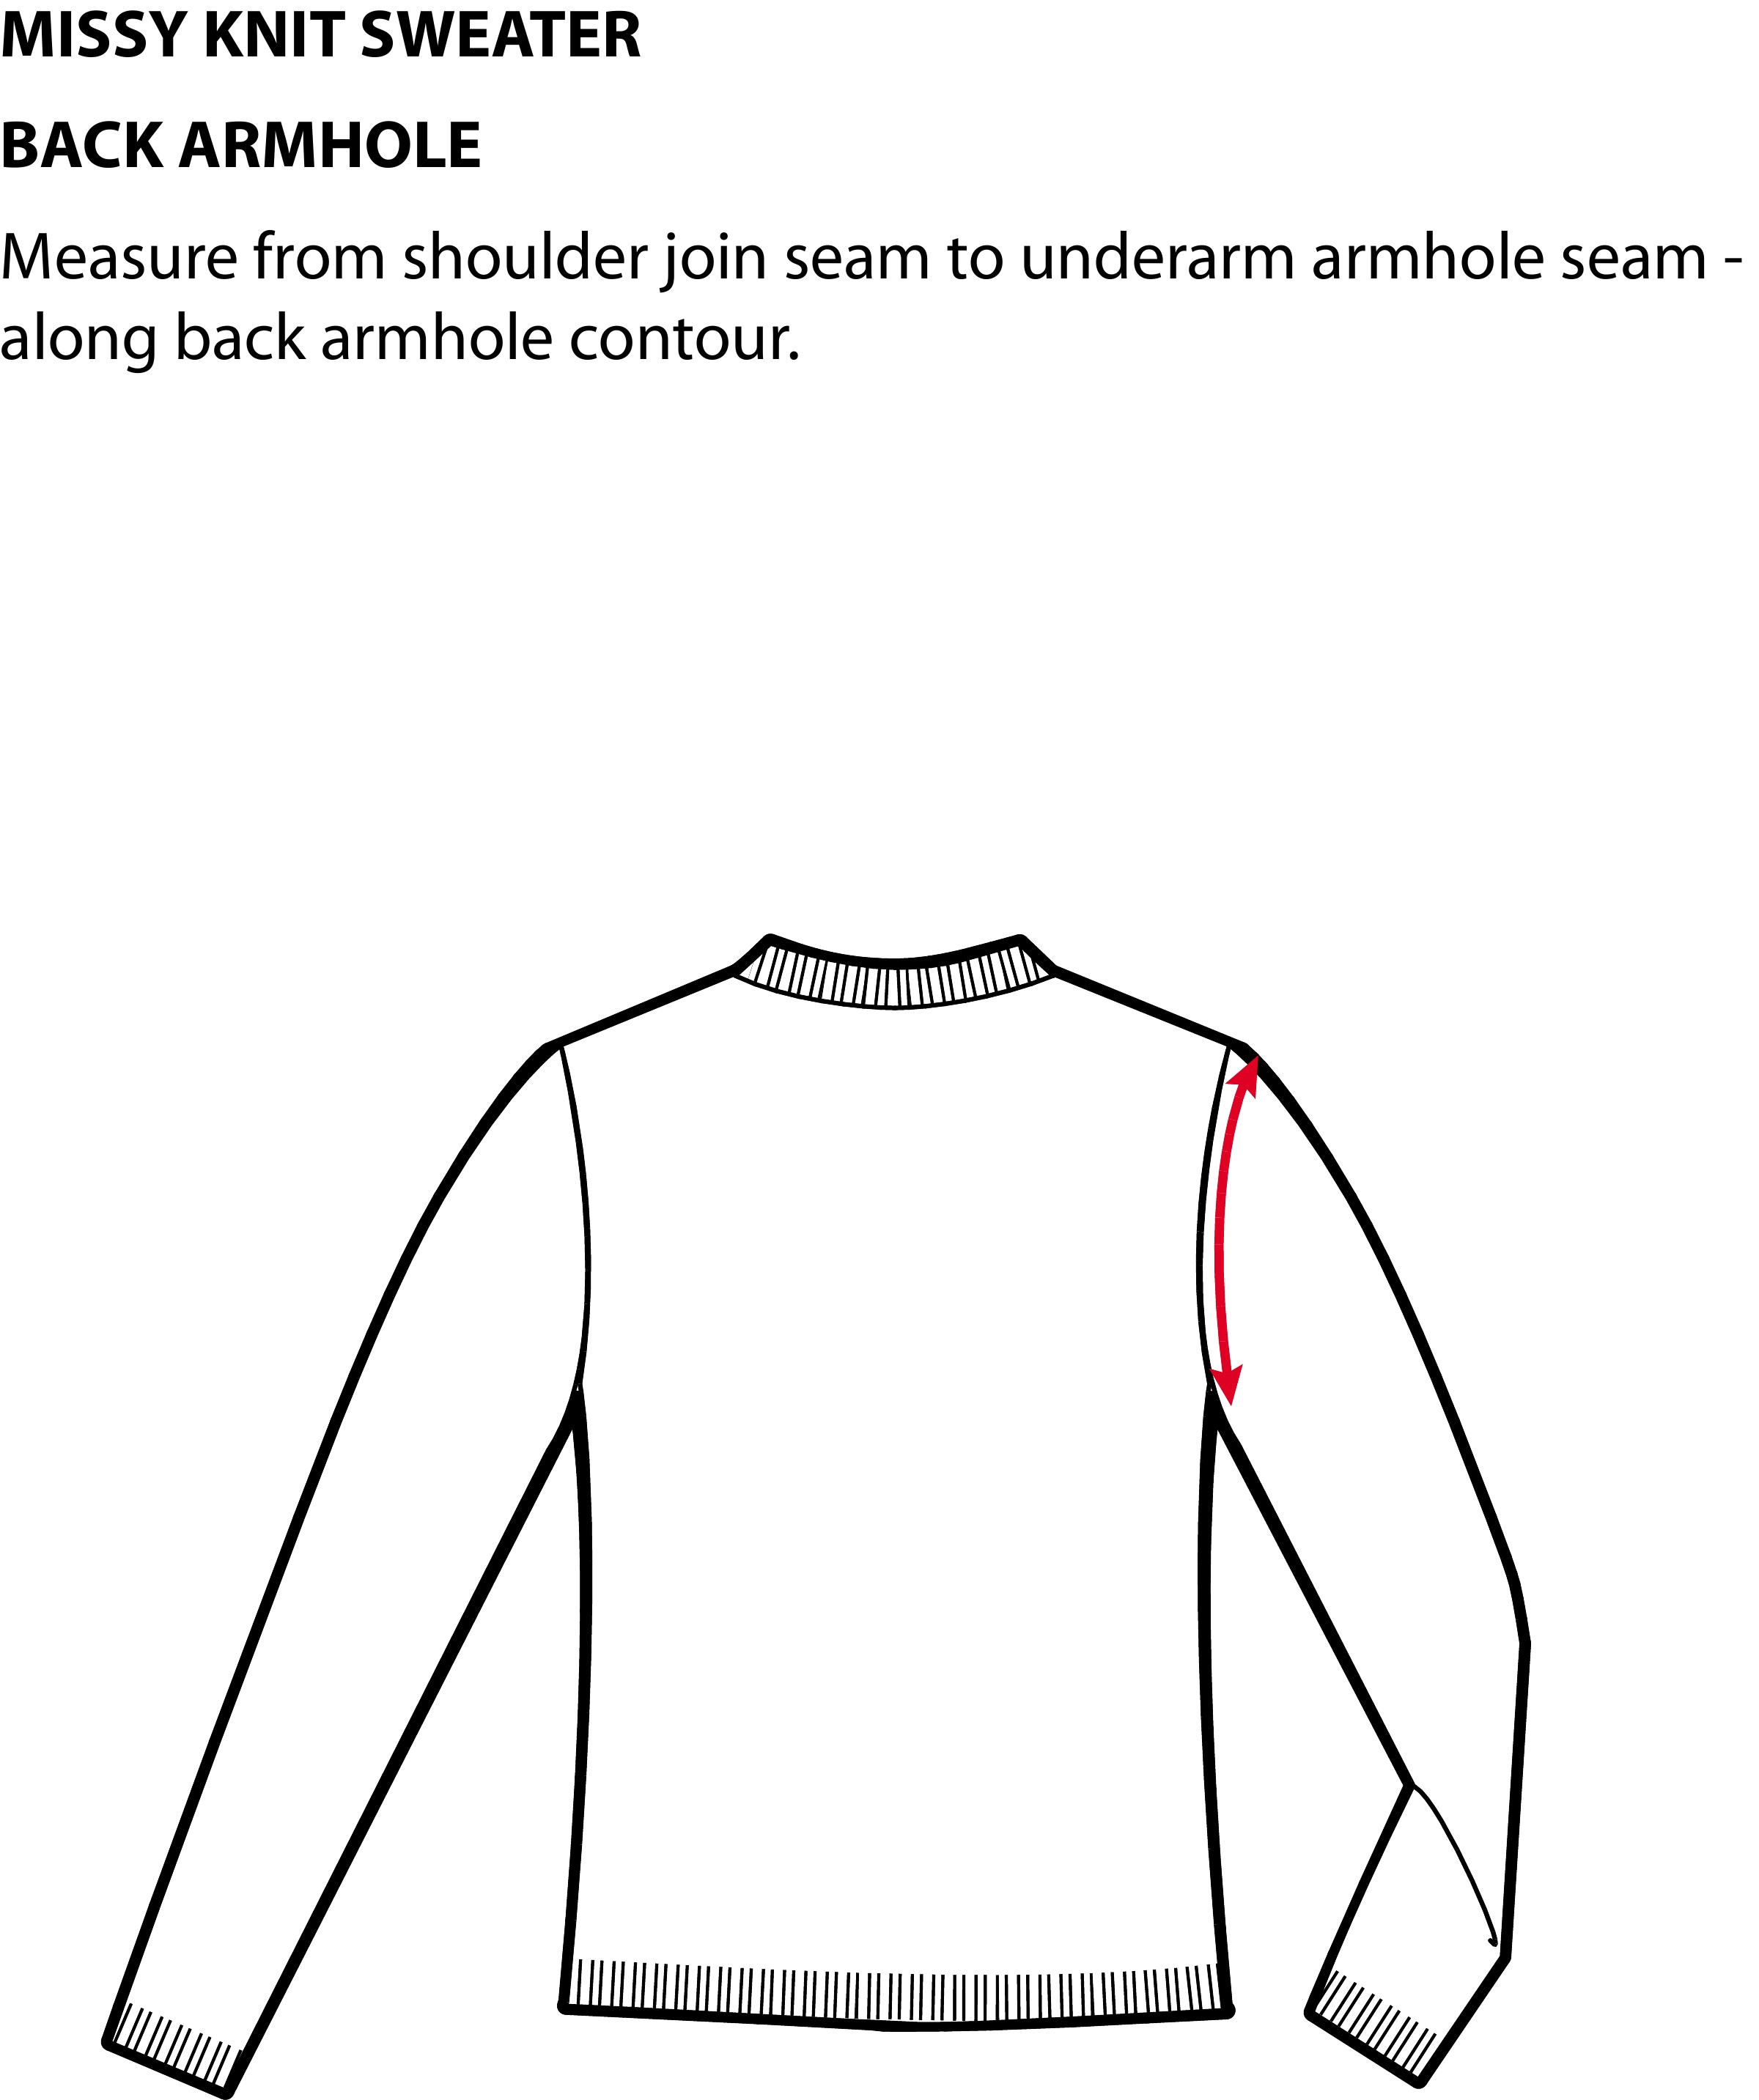 MISSY KNIT SWEATER
BACK ARMHOLE
Measure from shoulder join seam to underarm armhole seam -
along back armhole contour.